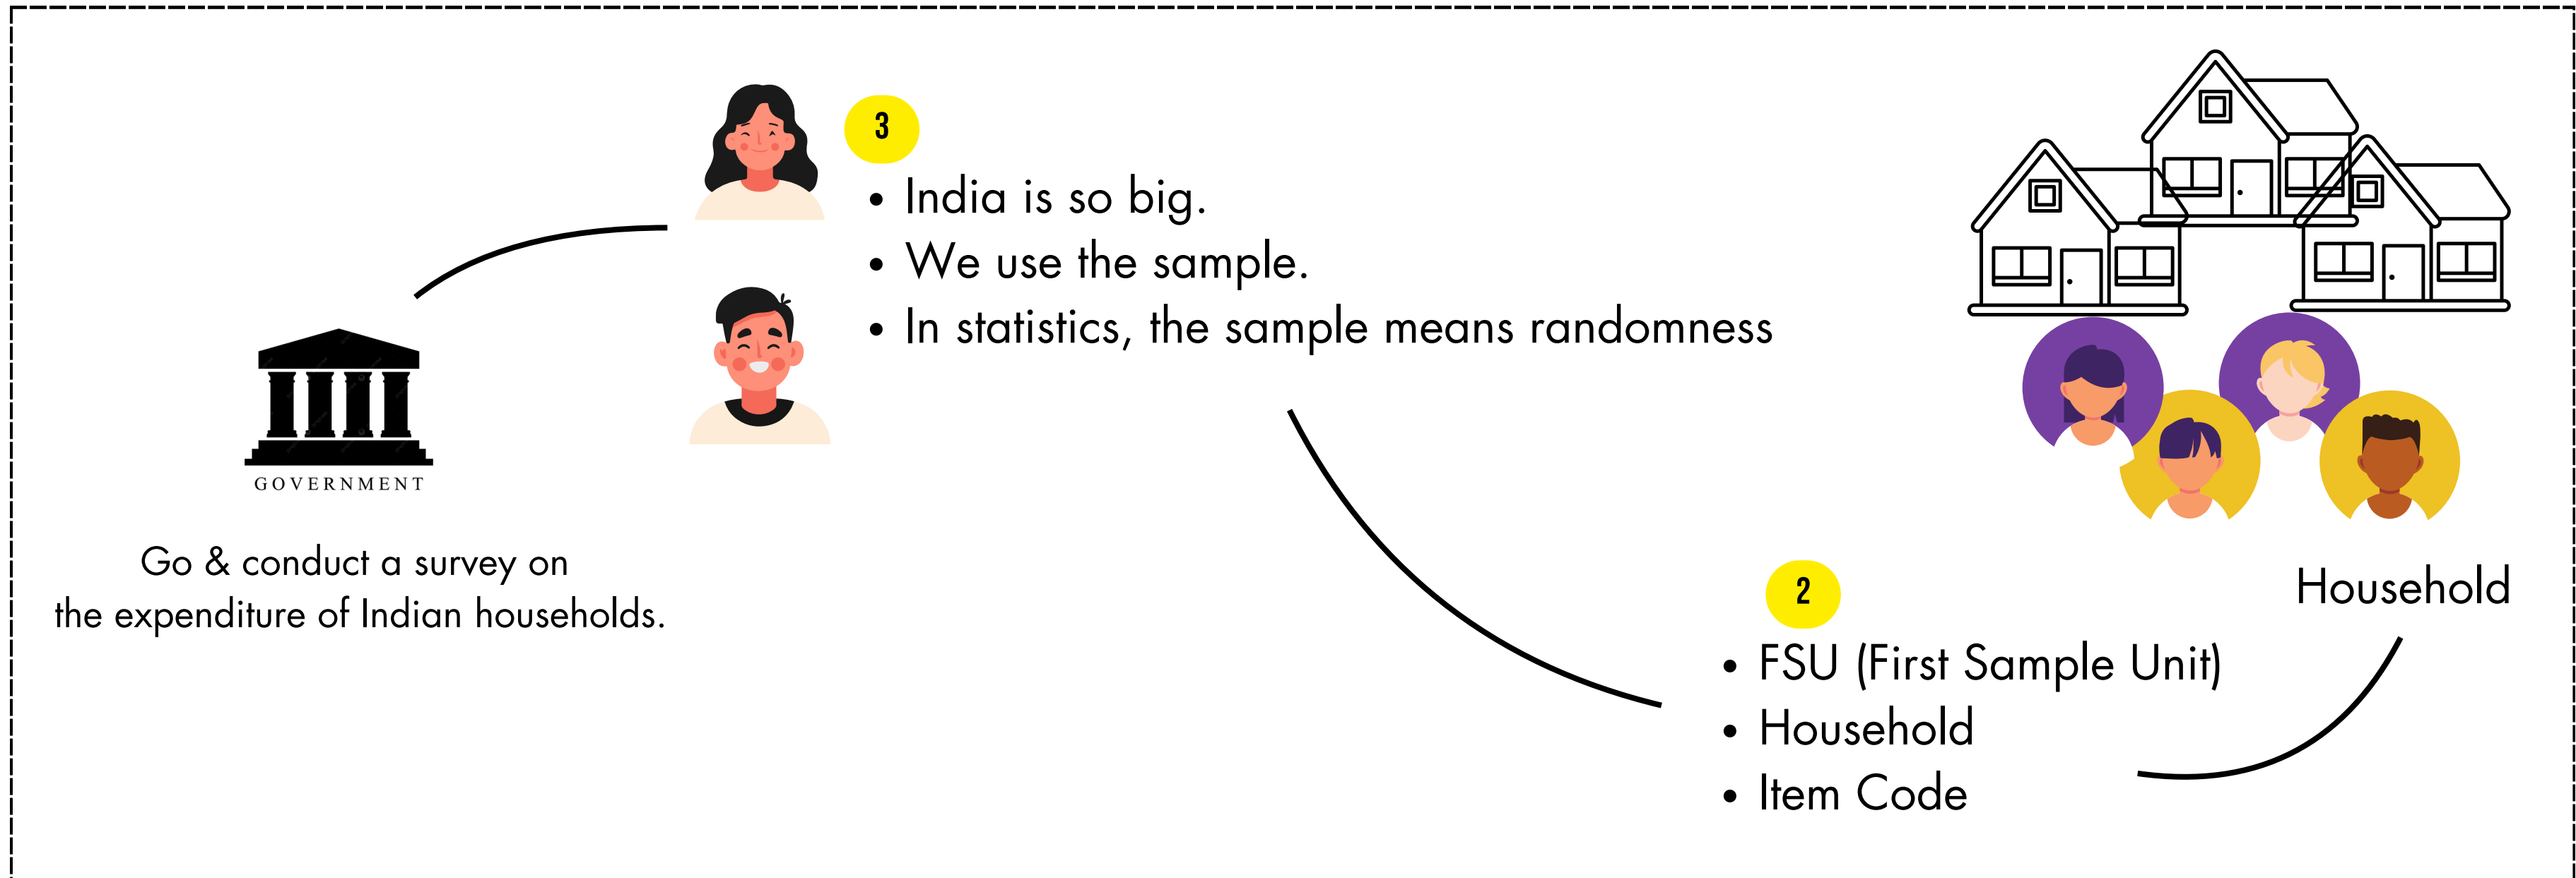 GOVERNMENT
Go & conduct a survey on
the expenditure of Indian households.
3
• India is so big.
• We use the sample.
• In statistics, the sample means randomness
2
• FSU (First Sample Unit)
• Household
• Item Code
Household